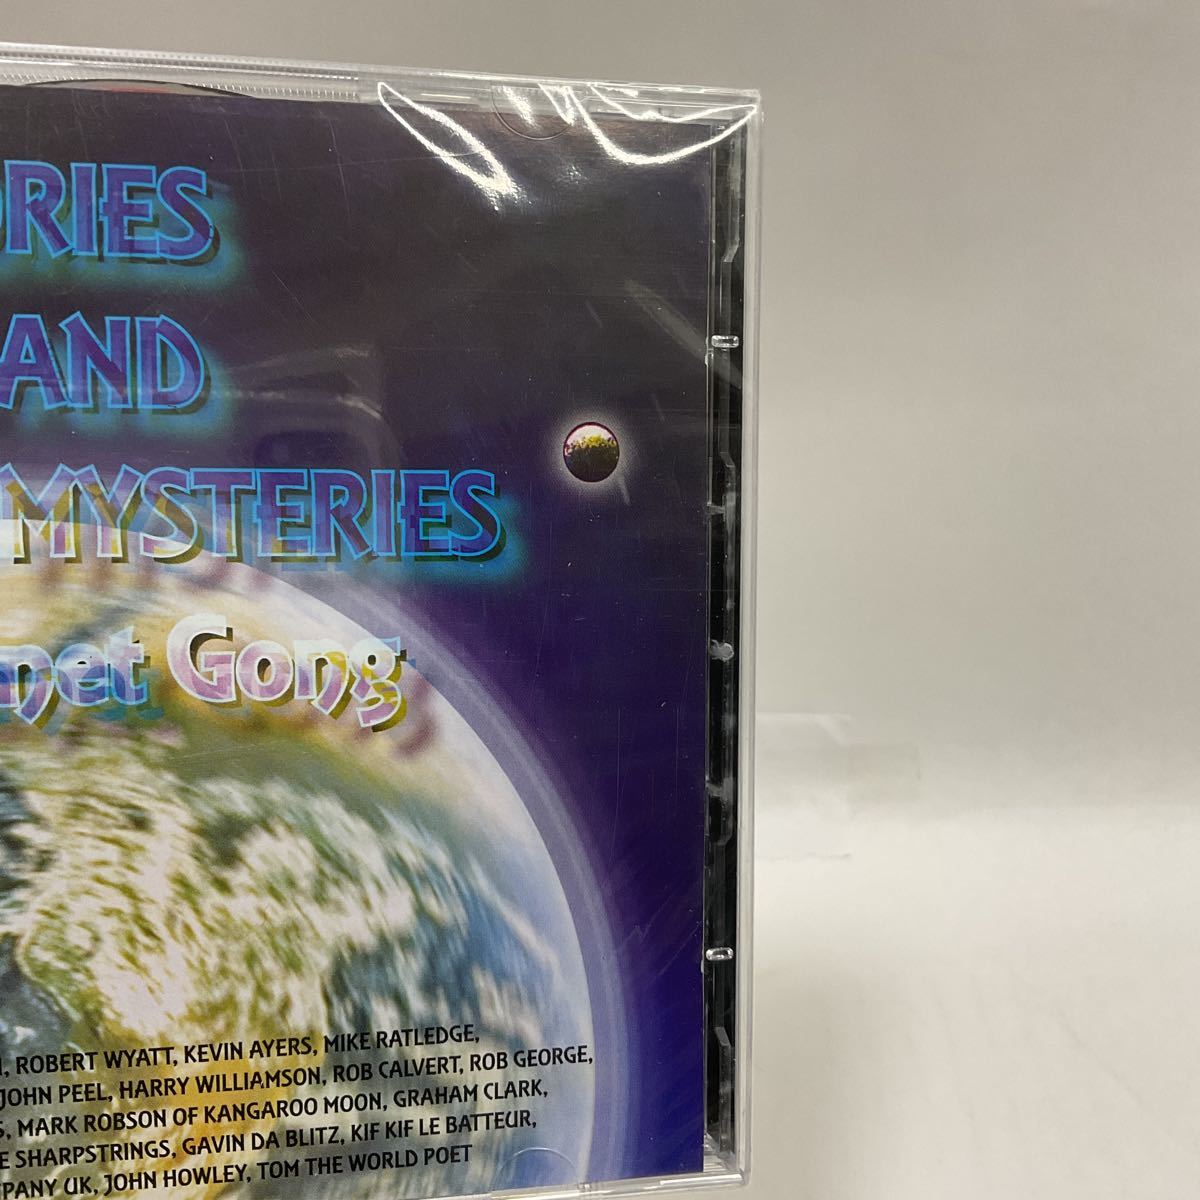 ORIES
AND
MYSTERIES
net Gong
ROBERT WYATT, KEVIN AYERS, MIKE RATLEDGE,
JOHN PEEL, HARRY WILLIAMSON, ROB CALVERT, ROB GEORGE,
S, MARK ROBSON OF KANGAROO MOON, GRAHAM CLARK,
E SHARPSTRINGS, GAVIN DA BLITZ, KIF KIF LE BATTEUR,
PANY UK, JOHN HOWLEY, TOM THE WORLD POET